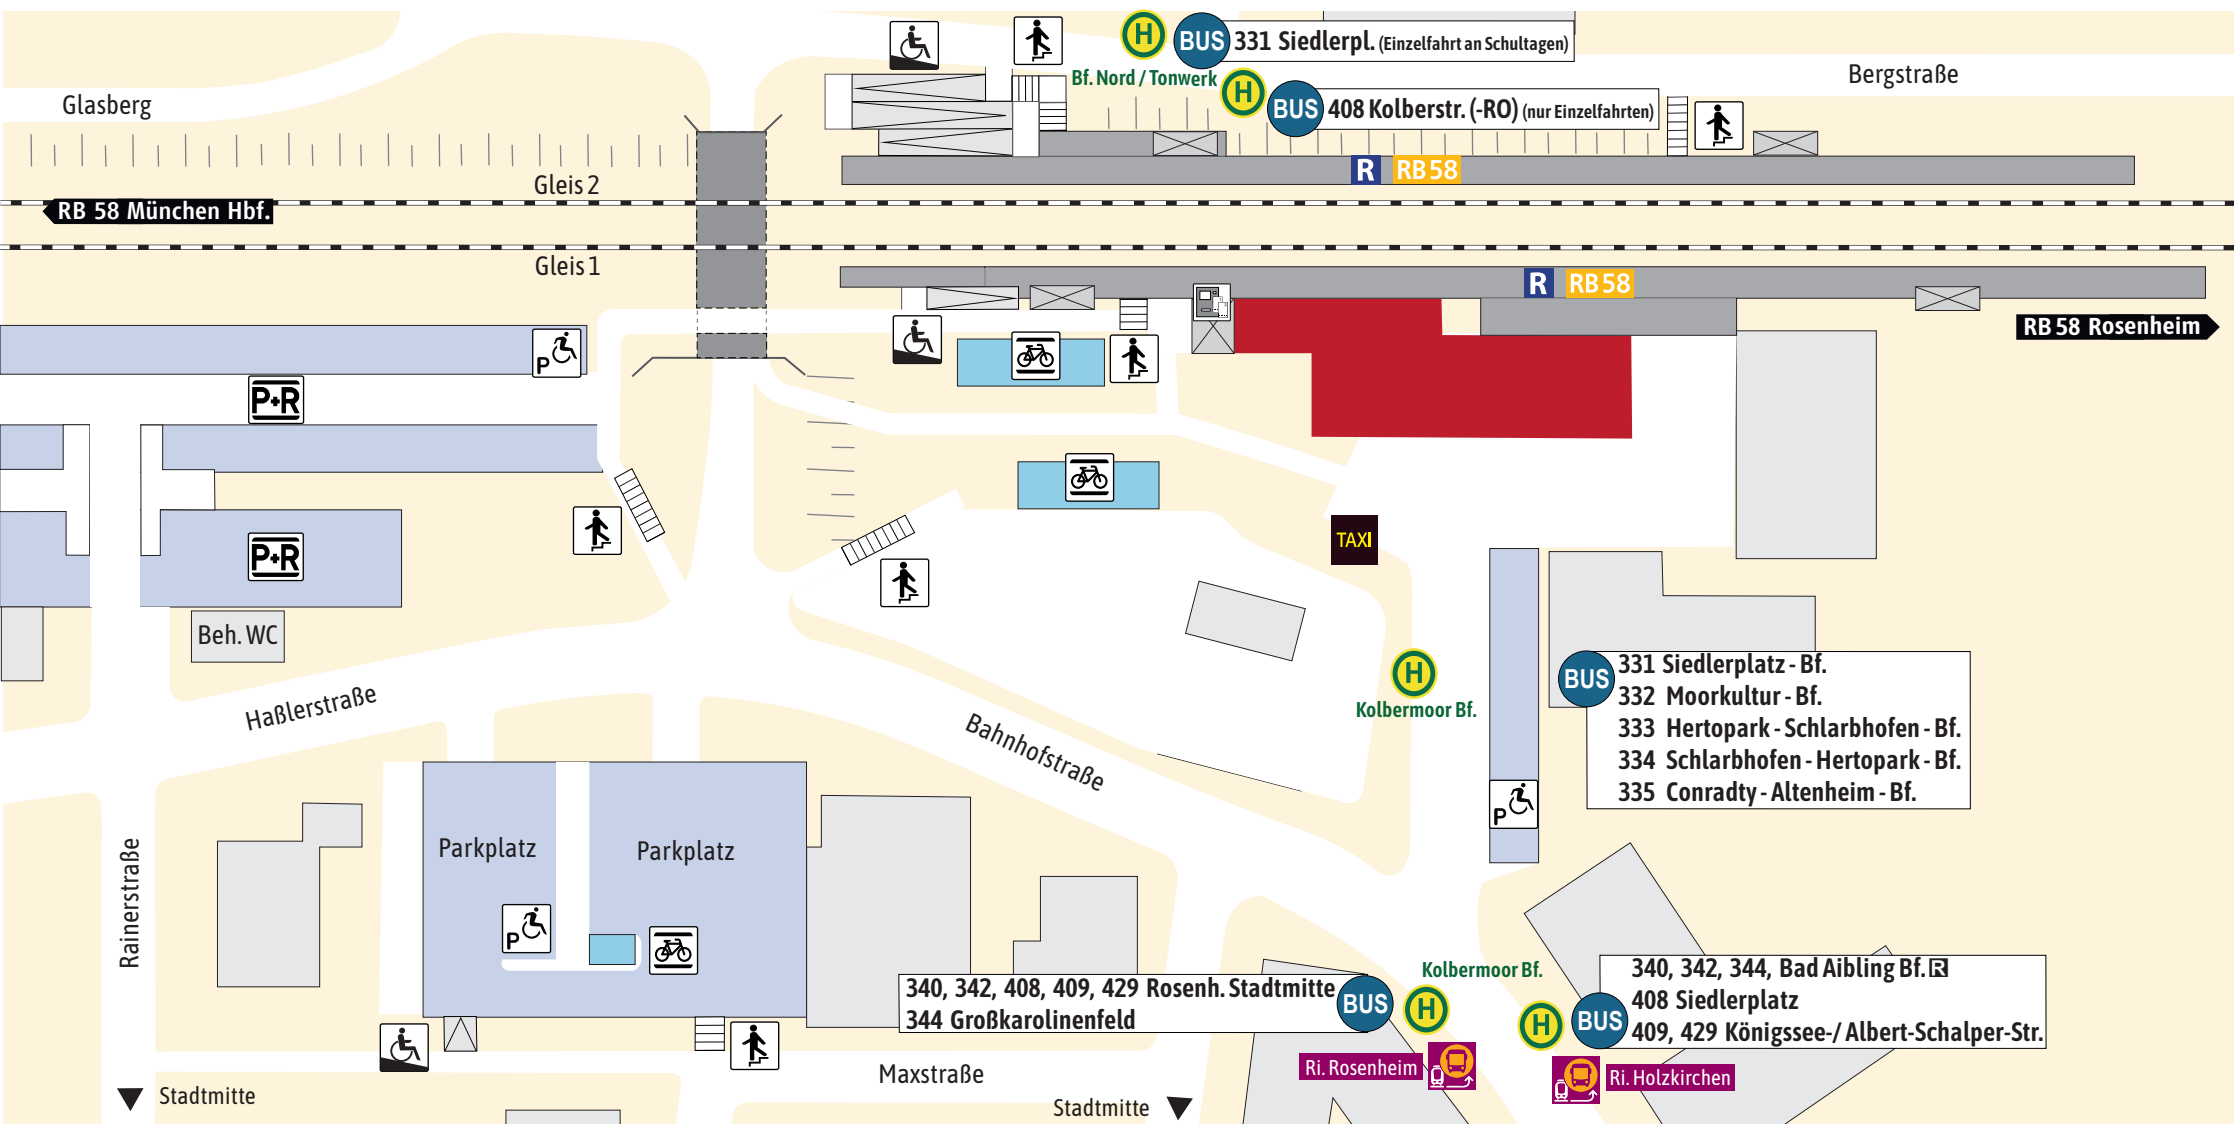 H BUS 331 Siedlerpl. (Einzelfahrt an Schultagen)
Bf. Nord / Tonwerk
H BUS 408 Kolberstr. (-RO) (nur Einzelfahrten)
Bergstraße
Glasberg
R RB 58
Gleis 2
RB 58 München Hbf.
Gleis 1
R RB 58
RB 58 Rosenheim
P
P+R
P+R
TAXI
Beh. WC
H
Kolbermoor Bf.
BUS
331 Siedlerplatz - Bf.
332 Moorkultur - Bf.
333 Hertopark - Schlarbhofen - Bf.
334 Schlarbhofen - Hertopark - Bf.
335 Conradty - Altenheim - Bf.
Haßlerstraße
Bahnhofstraße
P
Parkplatz
Parkplatz
Rainerstraße
P
Kolbermoor Bf.
340, 342, 408, 409, 429 Rosenh. Stadtmitte
344 Großkarolinenfeld
BUS H
H BUS
340, 342, 344, Bad Aibling Bf. R
408 Siedlerplatz
409, 429 Königssee-/ Albert-Schalper-Str.
Ri. Rosenheim
Ri. Holzkirchen
Maxstraße
Stadtmitte
Stadtmitte